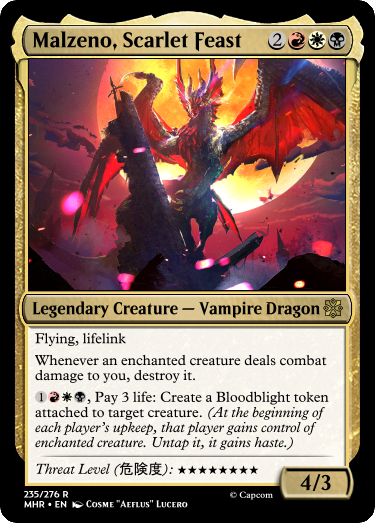 Malzeno, Scarlet Feast 2
Legendary Creature — Vampire Dragon
Flying, lifelink
Whenever an enchanted creature deals combat
damage to you, destroy it.
1, Pay 3 life: Create a Bloodblight token
attached to target creature. (At the beginning of
each player's upkeep, that player gains control of
enchanted creature. Untap it, it gains haste.)
Threat Level (危険度): ★★★★★★★★
4/3
235/276 R
MHR • EN Cosme "Aeflus" Lucero
© Capcom